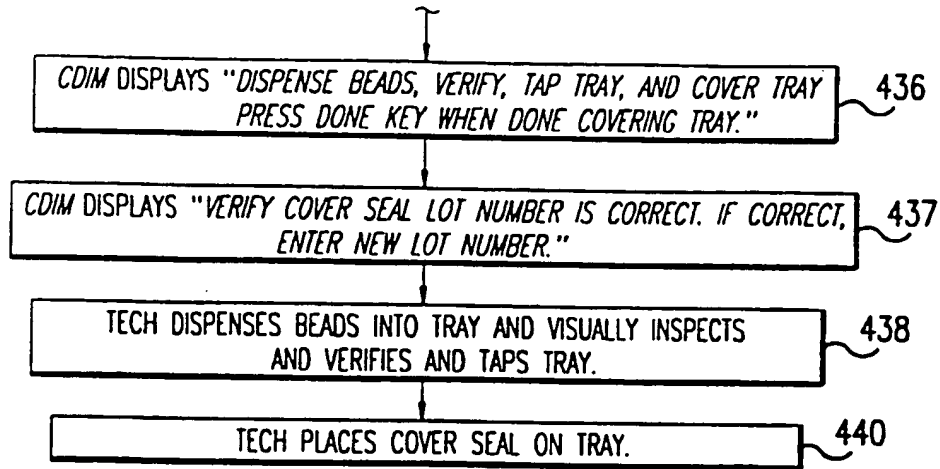 CDIM DISPLAYS "DISPENSE BEADS, VERIFY, TAP TRAY, AND COVER TRAY
PRESS DONE KEY WHEN DONE COVERING TRAY."
436
CDIM DISPLAYS "VERIFY COVER SEAL LOT NUMBER IS CORRECT. IF CORRECT,
ENTER NEW LOT NUMBER."
437
TECH DISPENSES BEADS INTO TRAY AND VISUALLY INSPECTS
AND VERIFIES AND TAPS TRAY.
438
TECH PLACES COVER SEAL ON TRAY.
440